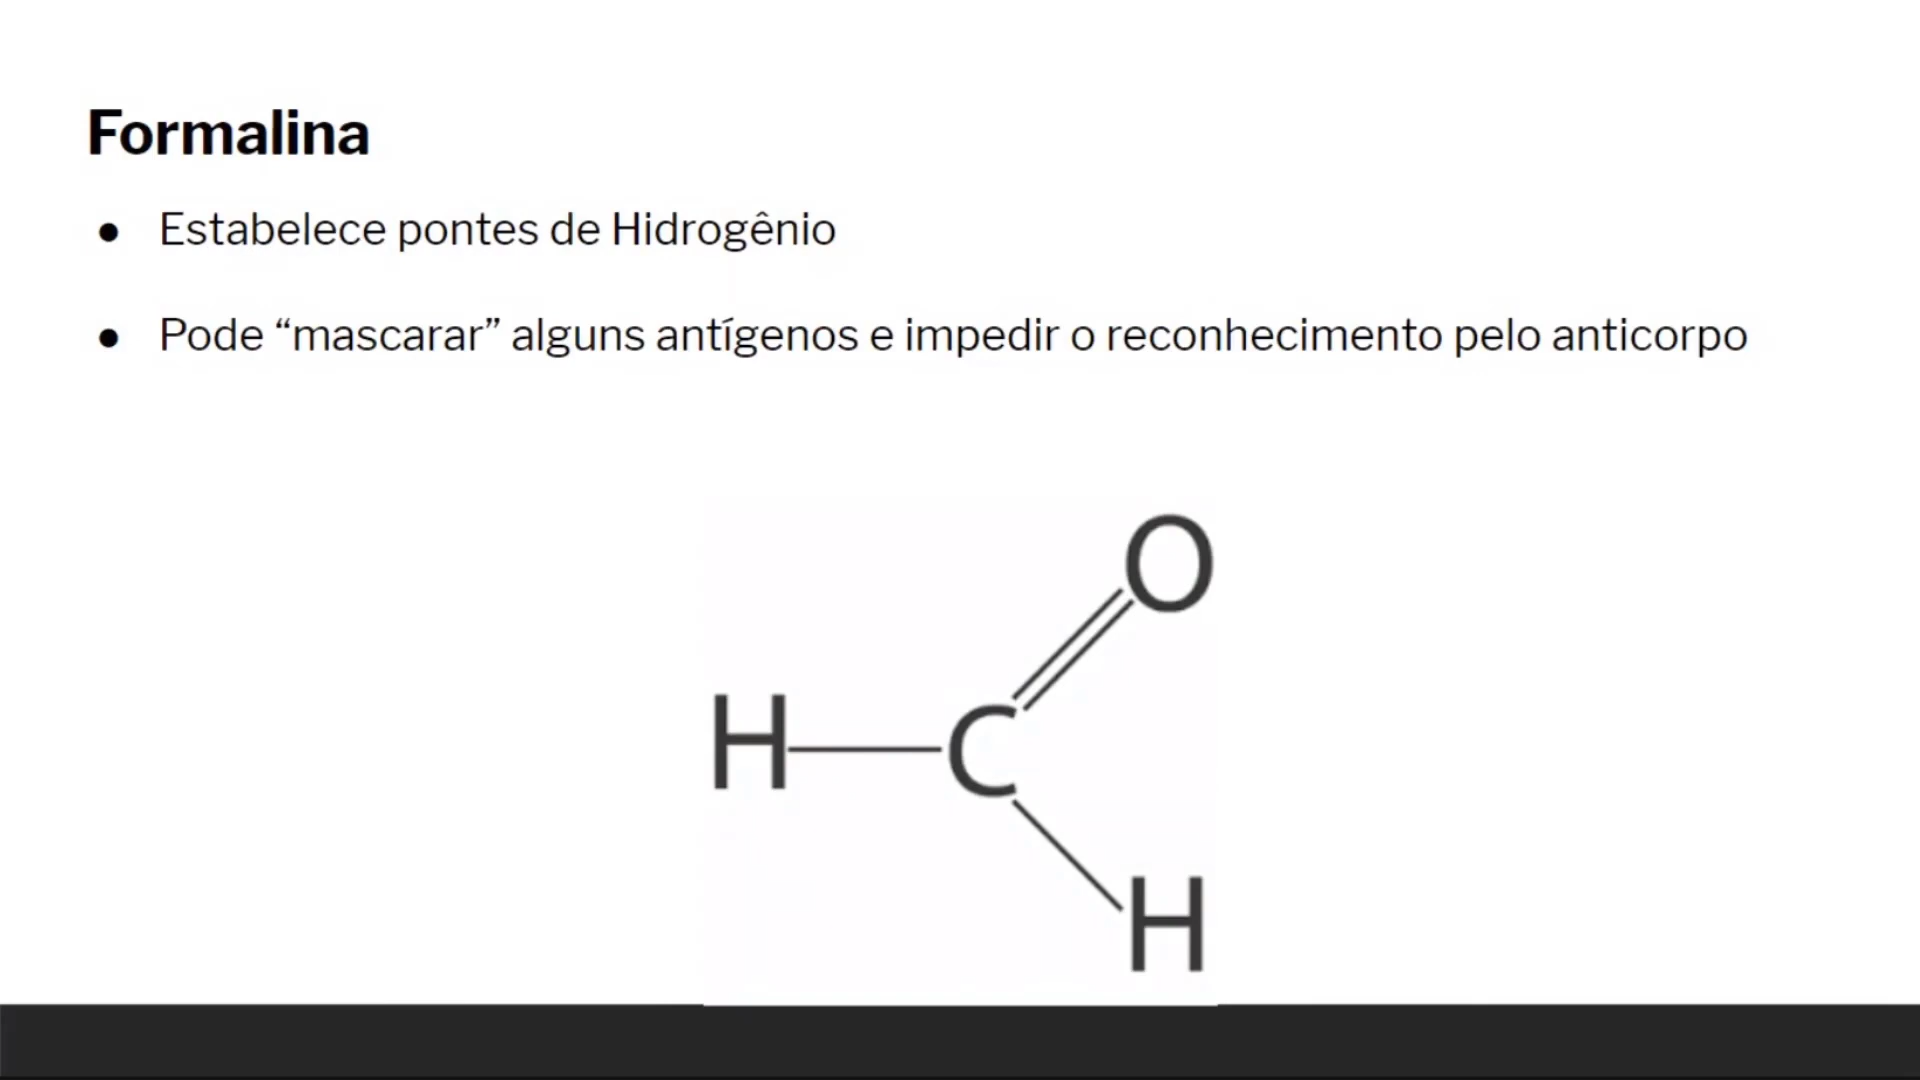 Formalina
● Estabelece pontes de Hidrogênio
● Pode “mascarar” alguns antígenos e impedir o reconhecimento pelo anticorpo
O
H C
H